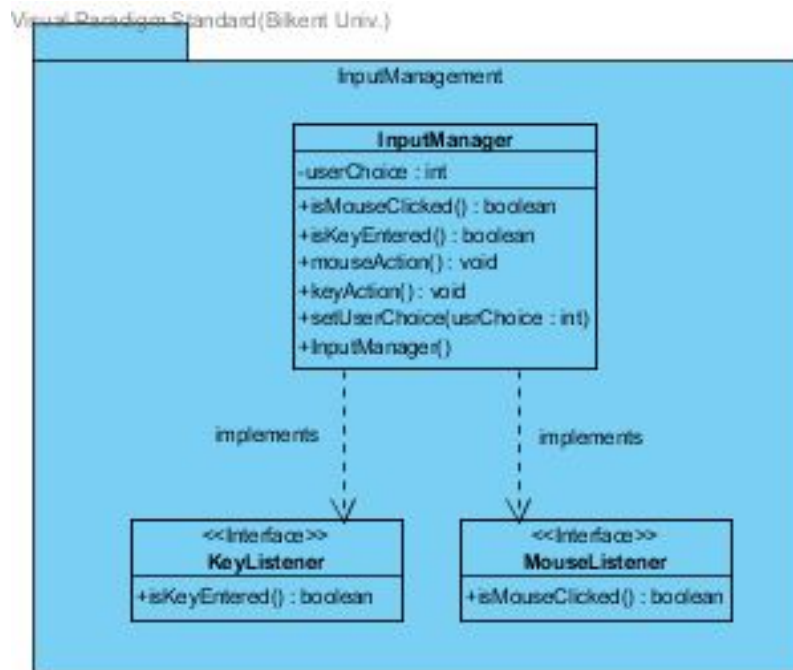 Visual Paradigm Standard(Bilkent Univ.)
InputManagement
InputManager
-userChoice : int
+isMouseClicked() : boolean
+isKeyEntered() : boolean
+mouseAction() : void
+keyAction() : void
+setUserChoice(usrChoice : int)
+InputManager()
implements
implements
<<Interface>>
KeyListener
+isKeyEntered() : boolean
<<Interface>>
MouseListener
+isMouseClicked() : boolean